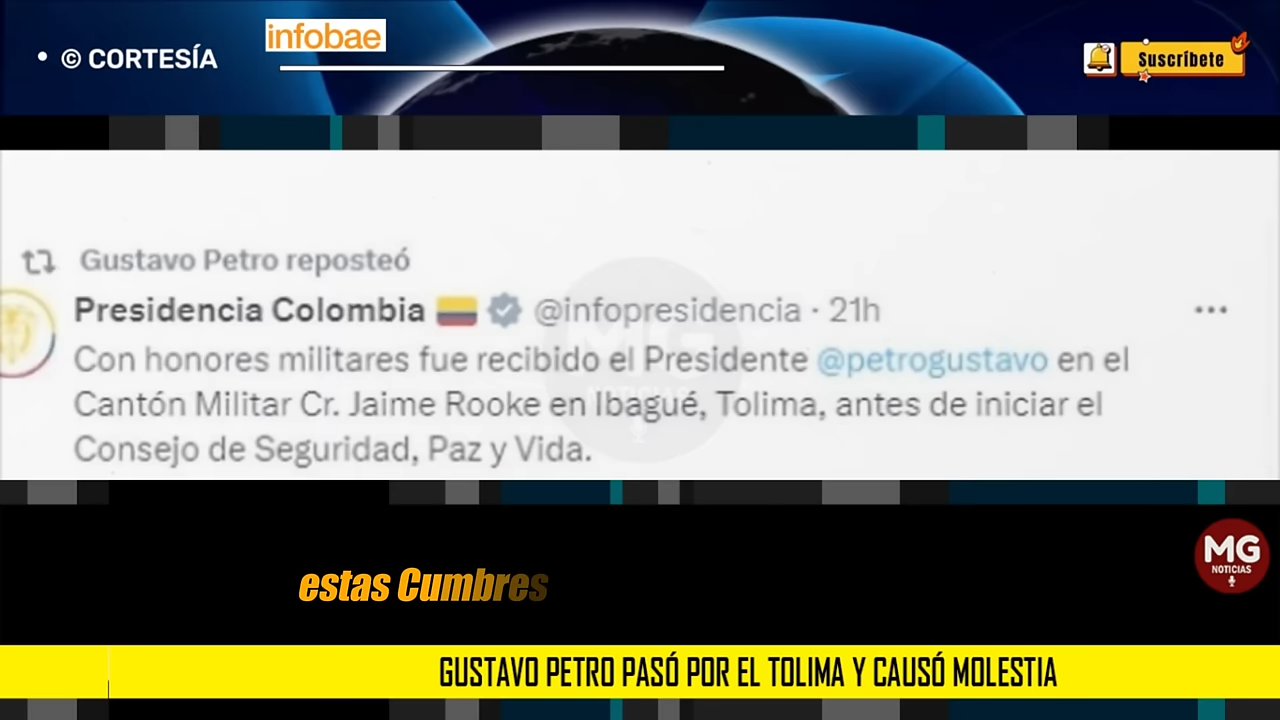 • © CORTESÍA
infobae
Suscríbete
Gustavo Petro reposteó
Presidencia Colombia @infopresidencia · 21h
Con honores militares fue recibido el Presidente @petrogustavo en el
Cantón Militar Cr. Jaime Rooke en Ibagué, Tolima, antes de iniciar el
Consejo de Seguridad, Paz y Vida.
MG
NOTICIAS
estas Cumbres
MG
NOTICIAS
GUSTAVO PETRO PASÓ POR EL TOLIMA Y CAUSÓ MOLESTIA